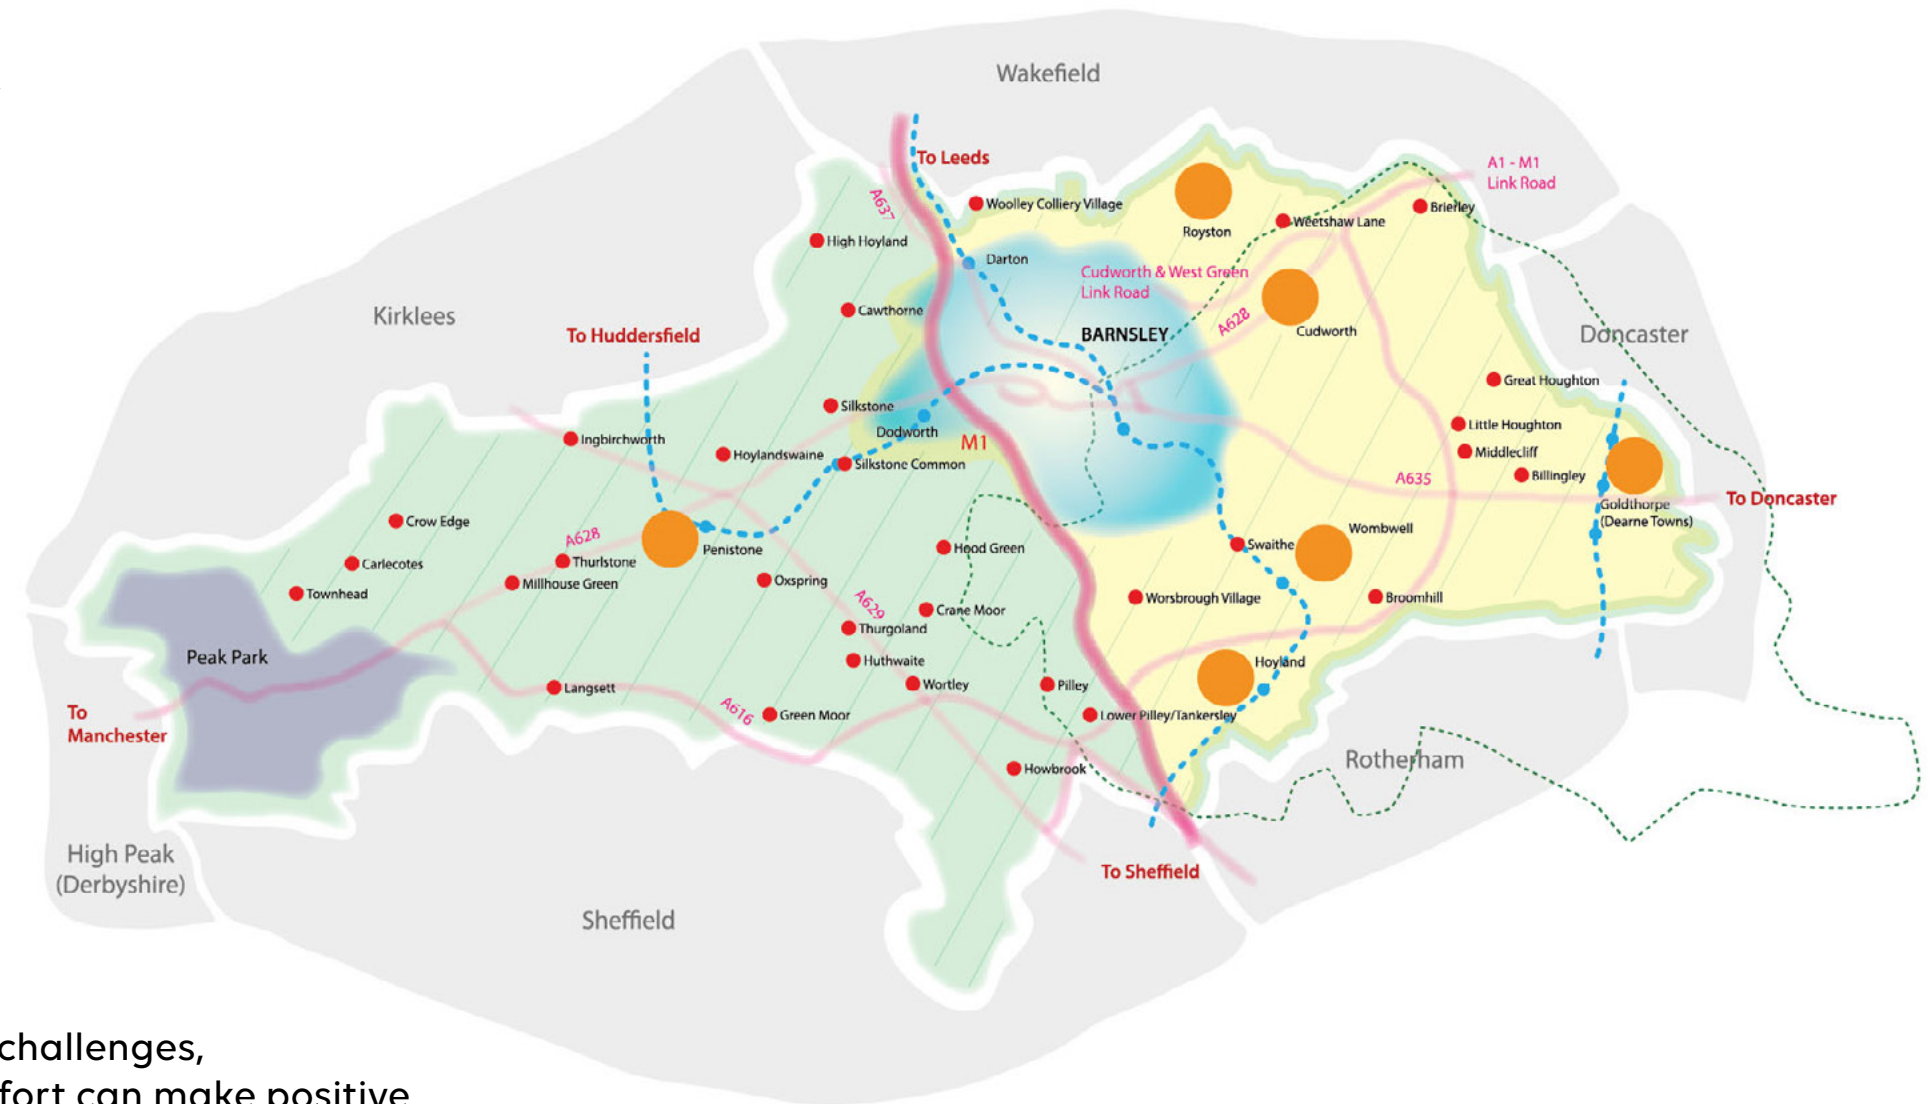 Wakefield
To Leeds
A1 - M1
Link Road
A637
Woolley Colliery Village
Royston
Weetshaw Lane
Brierley
High Hoyland
Darton
Cudworth & West Green
Link Road
Cawthorne
Kirklees
To Huddersfield
BARNSLEY
A628
Cudworth
Doncaster
Great Houghton
Silkstone
Dodworth
M1
Little Houghton
Ingbirchworth
Hoylandswaine
Silkstone Common
Middlecliff
Billingley
A635
Goldthorpe
(Dearne Towns)
To Doncaster
Crow Edge
A628
Penistone
Wombwell
Carlecotes
Thurlstone
Hood Green
Swaithe
Townhead
Millhouse Green
Oxspring
A629
Crane Moor
Worsbrough Village
Broomhill
Thurgoland
Peak Park
Huthwaite
Hoyland
Langsett
Wortley
Pilley
To
Manchester
A616
Green Moor
Lower Pilley/Tankersley
Howbrook
Rotherham
High Peak
(Derbyshire)
To Sheffield
Sheffield
challenges,
fort can make positive